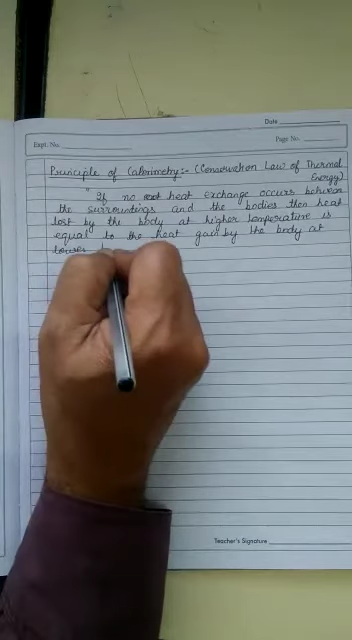 Date
Expt. No.
Page No.
Principle of Calorimetry:- (Conservation Law of Thermal
Energy)
" If no heat exchange occurs between
the surroundings and the bodies then heat
lost by the body at higher temperature is
equal to the heat gain by the body at
lower
Teacher's Signature